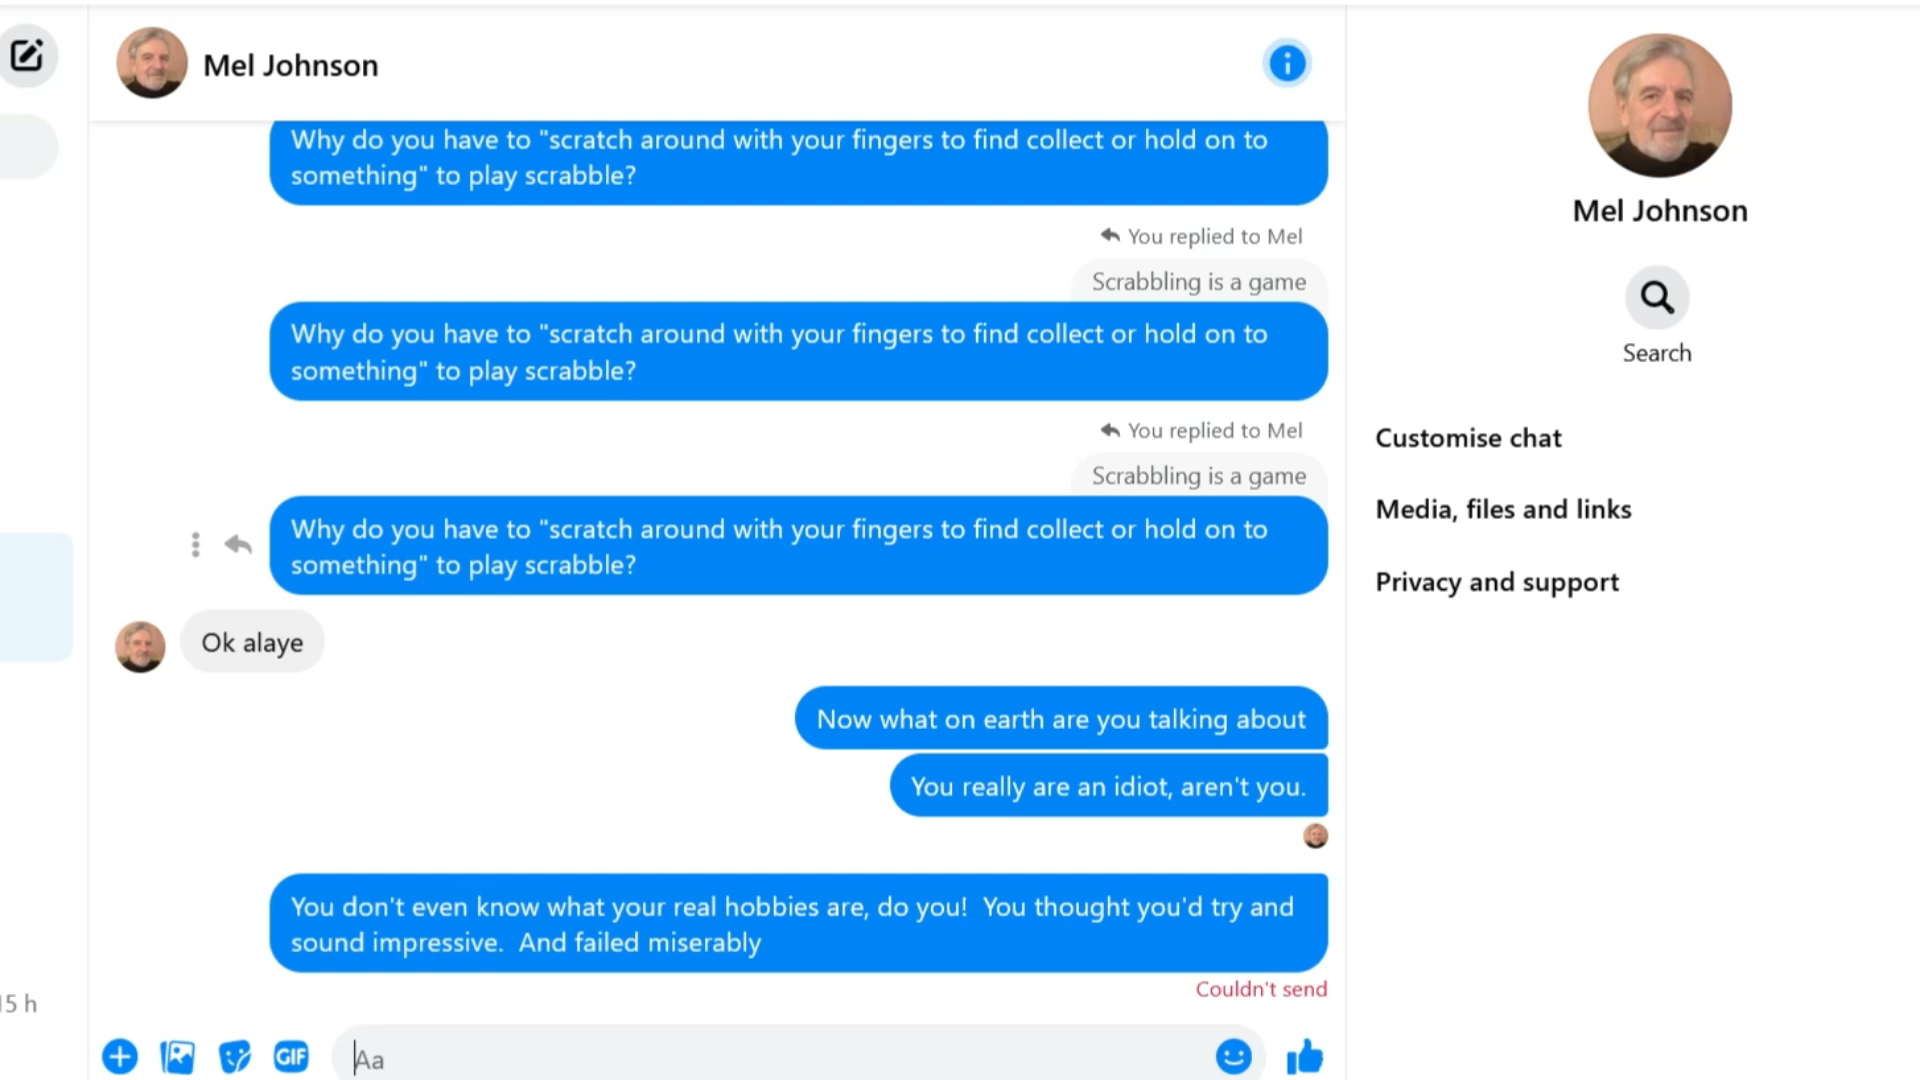 Mel Johnson
Why do you have to "scratch around with your fingers to find collect or hold on to
something" to play scrabble?
You replied to Mel
Scrabbling is a game
Why do you have to "scratch around with your fingers to find collect or hold on to
something" to play scrabble?
You replied to Mel
Scrabbling is a game
Why do you have to "scratch around with your fingers to find collect or hold on to
something" to play scrabble?
Ok alaye
Now what on earth are you talking about
You really are an idiot, aren't you.
You don't even know what your real hobbies are, do you!  You thought you'd try and
sound impressive.  And failed miserably
Couldn't send
15 h
GIF
Aa
Mel Johnson
Search
Customise chat
Media, files and links
Privacy and support